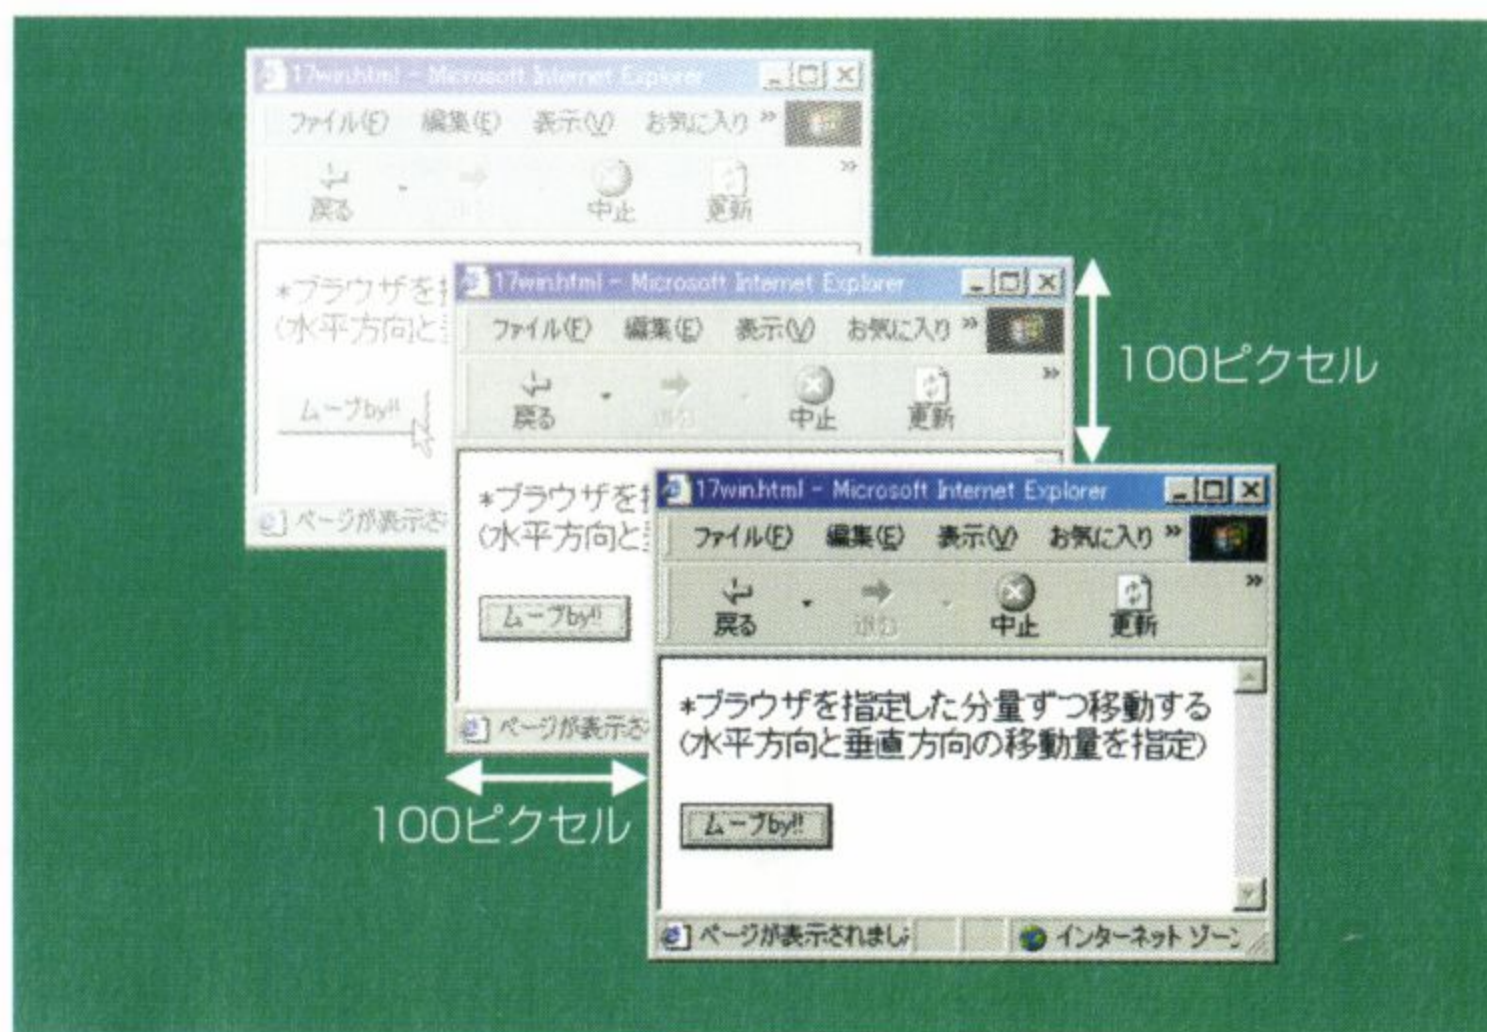 17win.html - Microsoft Internet Explorer
ファイル(F) 編集(E) 表示(V) お気に入り »
戻る 進む 中止 更新 »
*ブラウザを
(水平方向と
ムーブby!!
ページが表示さ
17win.html - Microsoft Internet Explorer
ファイル(F) 編集(E) 表示(V) お気に入り »
戻る 進む 中止 更新 »
*ブラウザを
(水平方向と
ムーブby!!
ページが表示さ
100ピクセル
17win.html - Microsoft Internet Explorer
ファイル(F) 編集(E) 表示(V) お気に入り »
戻る 進む 中止 更新 »
*ブラウザを指定した分量ずつ移動する
(水平方向と垂直方向の移動量を指定)
ムーブby!!
ページが表示されまし
インターネット ゾーン
100ピクセル